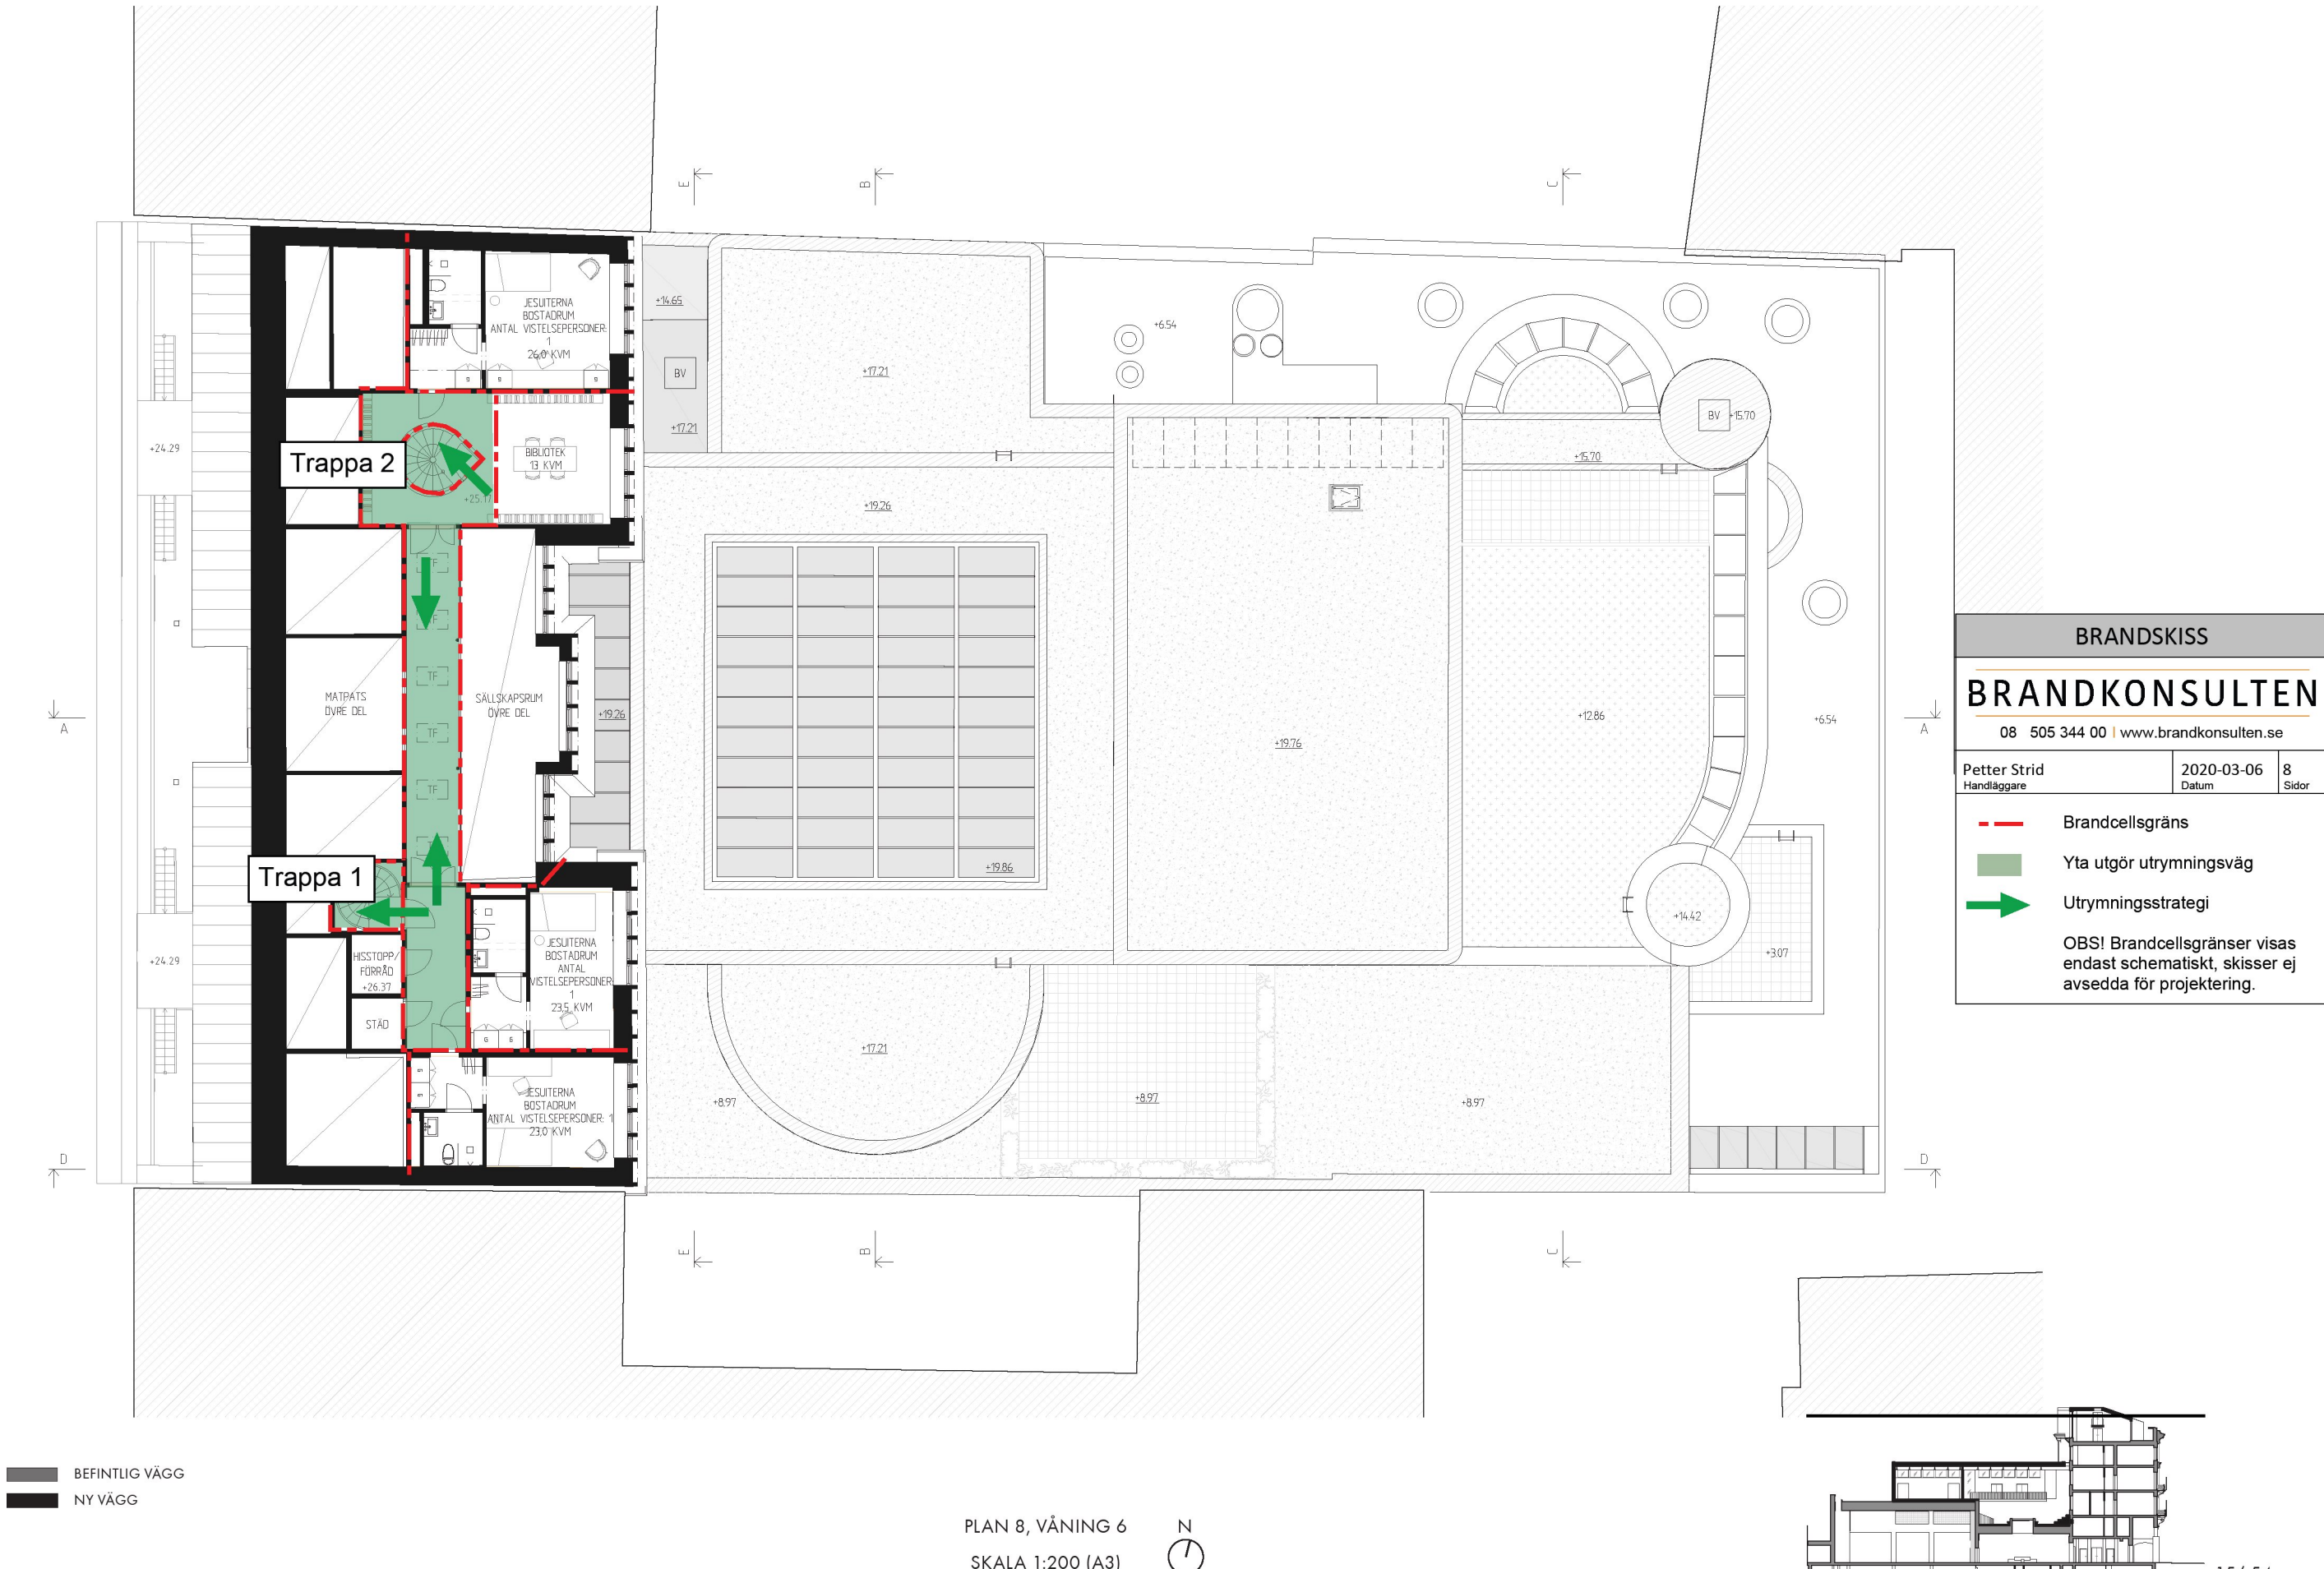 E
B
C
JESUITERNA
BOSTADRUM
ANTAL VISTELSEPERSONER:
1
26,0 KVM
G
G
G
+14.65
BV
+17.21
+17.21
+6.54
BV
+15.70
+15.70
+24.29
Trappa 2
BIBLIOTEK
13 KVM
+19.26
TF
TF
TF
TF
TF
MATPATS
ÖVRE DEL
SÄLLSKAPSRUM
ÖVRE DEL
+19.26
+19.76
+12.86
+6.54
A
A
+19.86
Trappa 1
+14.42
+3.07
+24.29
HISSTOPP/
FÖRRÅD
+26.37
STÄD
JESUITERNA
BOSTADRUM
ANTAL
VISTELSEPERSONER:
1
23,5 KVM
G
G
+17.21
JESUITERNA
BOSTADRUM
ANTAL VISTELSEPERSONER: 1
23,0 KVM
+8.97
+8.97
+8.97
D
D
E
B
C
BRANDSKISS
BRANDKONSULTEN
08 505 344 00 | www.brandkonsulten.se
Petter Strid
Handläggare
2020-03-06
Datum
8
Sidor
Brandcellsgräns
Yta utgör utrymningsväg
Utrymningsstrategi
OBS! Brandcellsgränser visas
endast schematiskt, skisser ej
avsedda för projektering.
BEFINTLIG VÄGG
NY VÄGG
PLAN 8, VÅNING 6
N
SKALA 1:200 (A3)